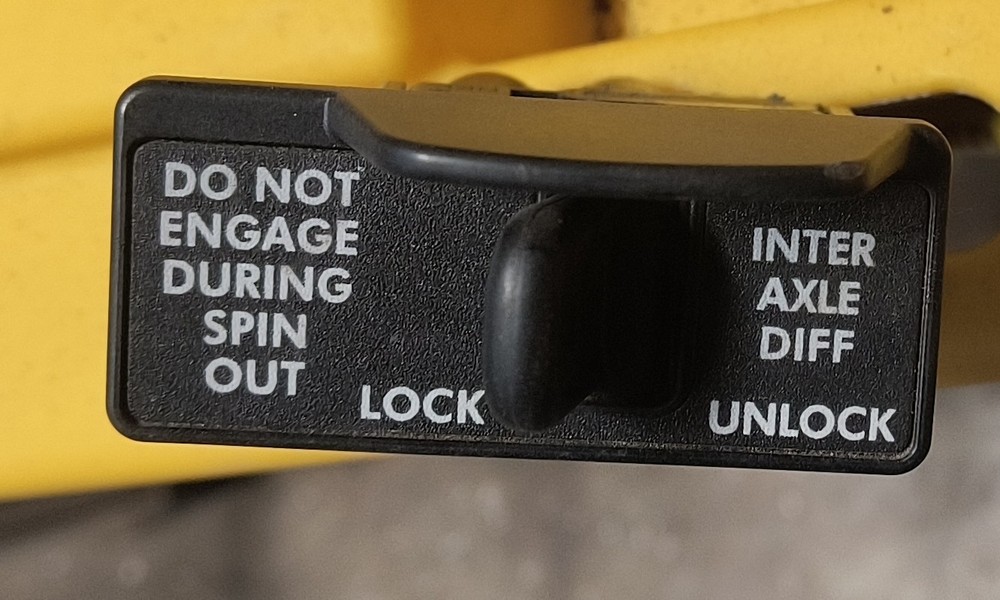 DO NOT
ENGAGE
DURING
SPIN
OUT
LOCK
INTER
AXLE
DIFF
UNLOCK